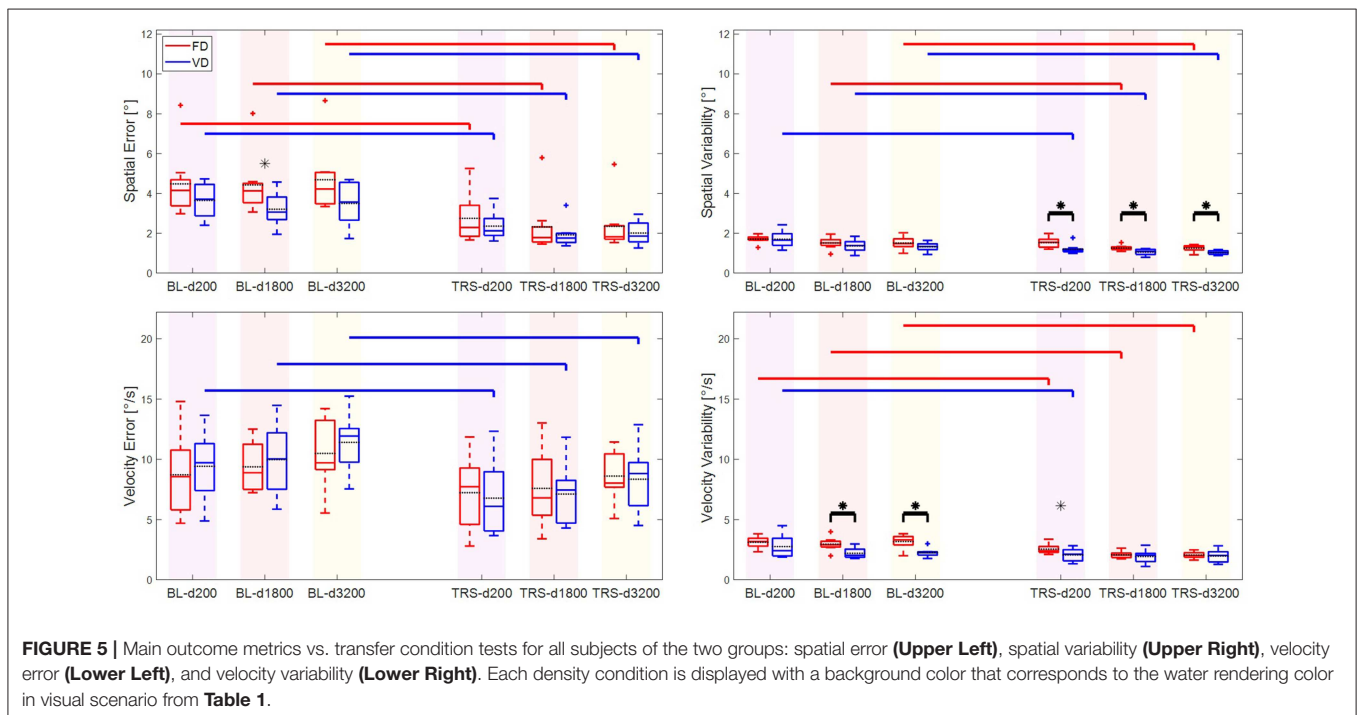 12
10
8
6
4
2
0
Spatial Error [°]
FD
VD
BL-d200 BL-d1800 BL-d3200 TRS-d200 TRS-d1800 TRS-d3200
12
10
8
6
4
2
0
Spatial Variability [°]
BL-d200 BL-d1800 BL-d3200 TRS-d200 TRS-d1800 TRS-d3200
20
15
10
5
0
Velocity Error [°/s]
BL-d200 BL-d1800 BL-d3200 TRS-d200 TRS-d1800 TRS-d3200
20
15
10
5
0
Velocity Variability [°/s]
BL-d200 BL-d1800 BL-d3200 TRS-d200 TRS-d1800 TRS-d3200
FIGURE 5 | Main outcome metrics vs. transfer condition tests for all subjects of the two groups: spatial error (Upper Left), spatial variability (Upper Right), velocity
error (Lower Left), and velocity variability (Lower Right). Each density condition is displayed with a background color that corresponds to the water rendering color
in visual scenario from Table 1.